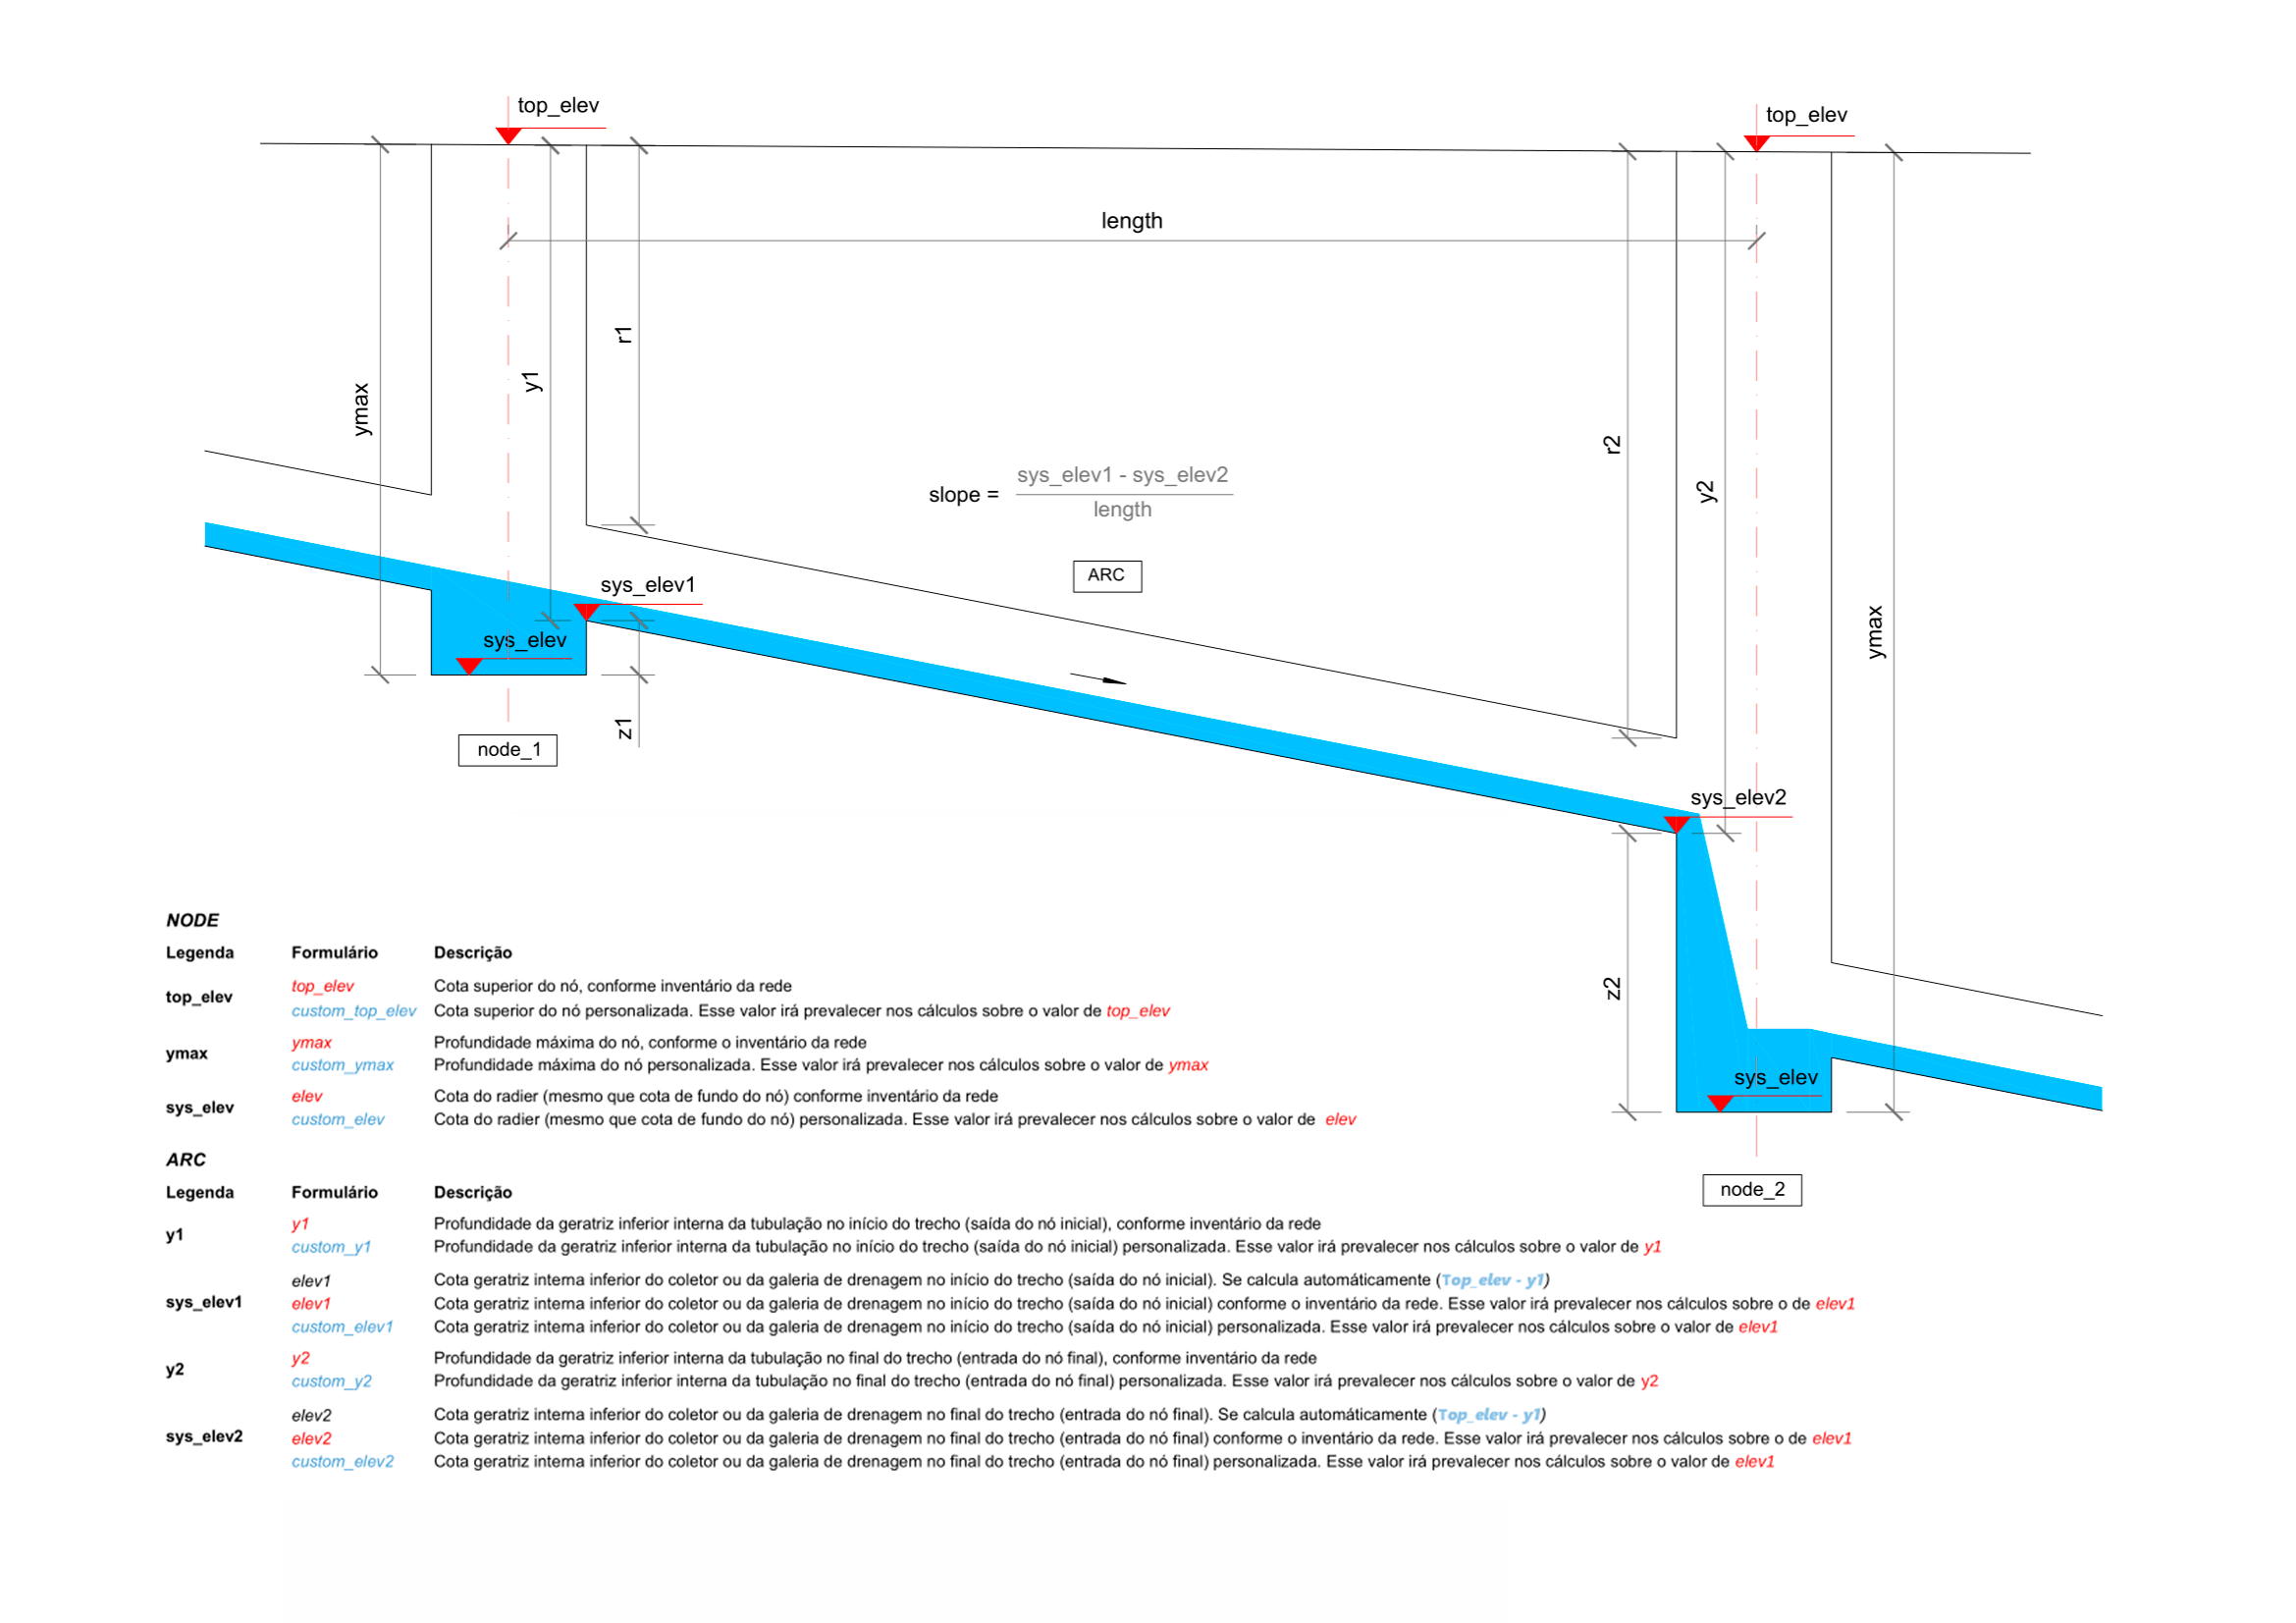 top_elev
top_elev
length
r1
y1
ymax
r2
y2
slope = sys_elev1 - sys_elev2
length
ARC
sys_elev1
sys_elev
ymax
z1
node_1
sys_elev2
z2
sys_elev
node_2
NODE
Legenda Formulário Descrição
top_elev
top_elev Cota superior do nó, conforme inventário da rede
custom_top_elev Cota superior do nó personalizada. Esse valor irá prevalecer nos cálculos sobre o valor de top_elev
ymax
ymax Profundidade máxima do nó, conforme o inventário da rede
custom_ymax Profundidade máxima do nó personalizada. Esse valor irá prevalecer nos cálculos sobre o valor de ymax
sys_elev
elev Cota do radier (mesmo que cota de fundo do nó) conforme inventário da rede
custom_elev Cota do radier (mesmo que cota de fundo do nó) personalizada. Esse valor irá prevalecer nos cálculos sobre o valor de elev
ARC
Legenda Formulário Descrição
y1
y1 Profundidade da geratriz inferior interna da tubulação no início do trecho (saída do nó inicial), conforme inventário da rede
custom_y1 Profundidade da geratriz inferior interna da tubulação no início do trecho (saída do nó inicial) personalizada. Esse valor irá prevalecer nos cálculos sobre o valor de y1
sys_elev1
elev1 Cota geratriz interna inferior do coletor ou da galeria de drenagem no início do trecho (saída do nó inicial). Se calcula automáticamente (Top_elev - y1)
elev1 Cota geratriz interna inferior do coletor ou da galeria de drenagem no início do trecho (saída do nó inicial) conforme o inventário da rede. Esse valor irá prevalecer nos cálculos sobre o de elev1
custom_elev1 Cota geratriz interna inferior do coletor ou da galeria de drenagem no início do trecho (saída do nó inicial) personalizada. Esse valor irá prevalecer nos cálculos sobre o valor de elev1
y2
y2 Profundidade da geratriz inferior interna da tubulação no final do trecho (entrada do nó final), conforme inventário da rede
custom_y2 Profundidade da geratriz inferior interna da tubulação no final do trecho (entrada do nó final) personalizada. Esse valor irá prevalecer nos cálculos sobre o valor de y2
sys_elev2
elev2 Cota geratriz interna inferior do coletor ou da galeria de drenagem no final do trecho (entrada do nó final). Se calcula automáticamente (Top_elev - y1)
elev2 Cota geratriz interna inferior do coletor ou da galeria de drenagem no final do trecho (entrada do nó final) conforme o inventário da rede. Esse valor irá prevalecer nos cálculos sobre o de elev1
custom_elev2 Cota geratriz interna inferior do coletor ou da galeria de drenagem no final do trecho (entrada do nó final) personalizada. Esse valor irá prevalecer nos cálculos sobre o valor de elev1